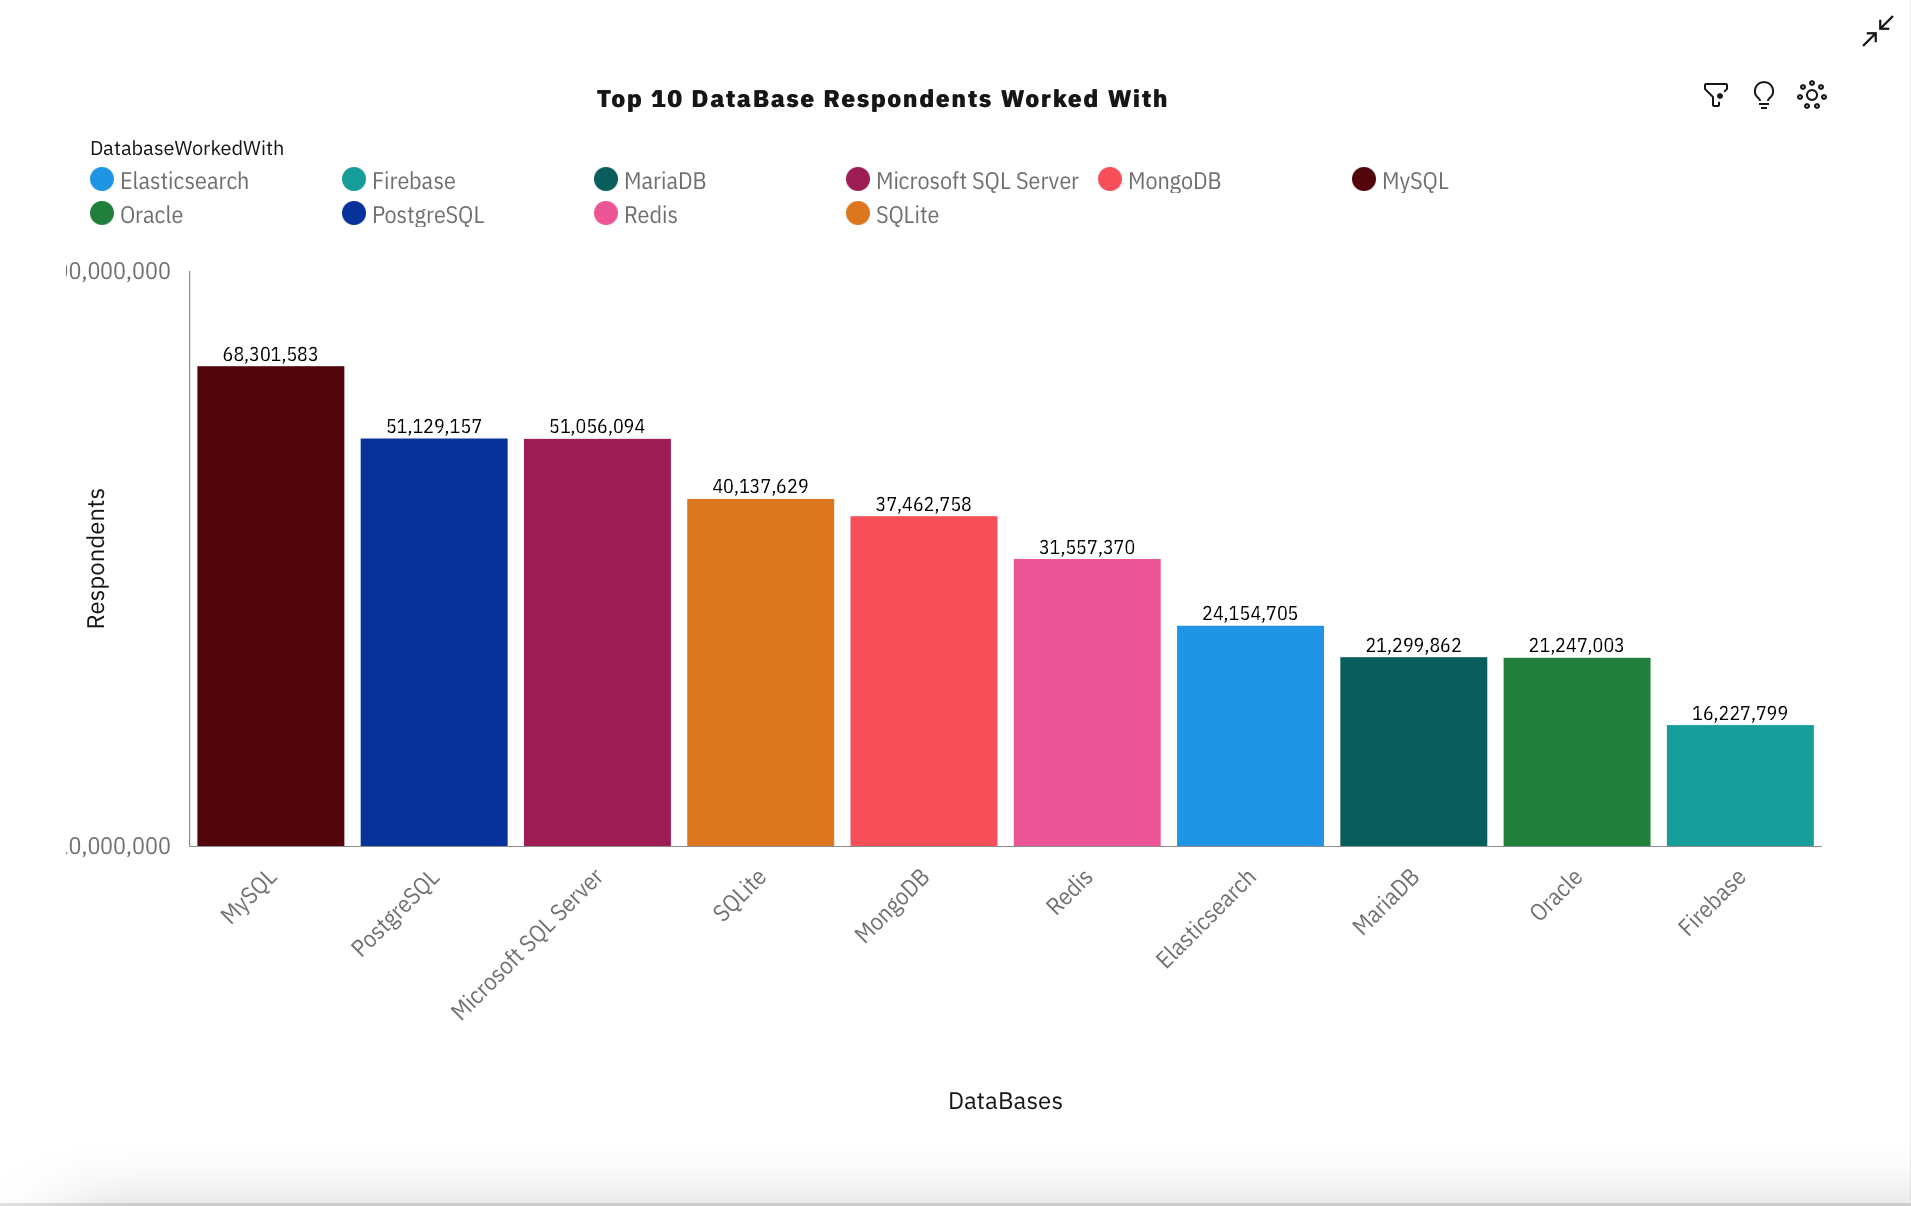 Top 10 DataBase Respondents Worked With
DatabaseWorkedWith
Elasticsearch Firebase MariaDB Microsoft SQL Server MongoDB MySQL
Oracle PostgreSQL Redis SQLite
0,000,000
68,301,583
51,129,157 51,056,094
40,137,629
37,462,758
31,557,370
24,154,705
21,299,862 21,247,003
16,227,799
Respondents
0,000,000
MySQL PostgreSQL Microsoft SQL Server SQLite MongoDB Redis Elasticsearch MariaDB Oracle Firebase
DataBases